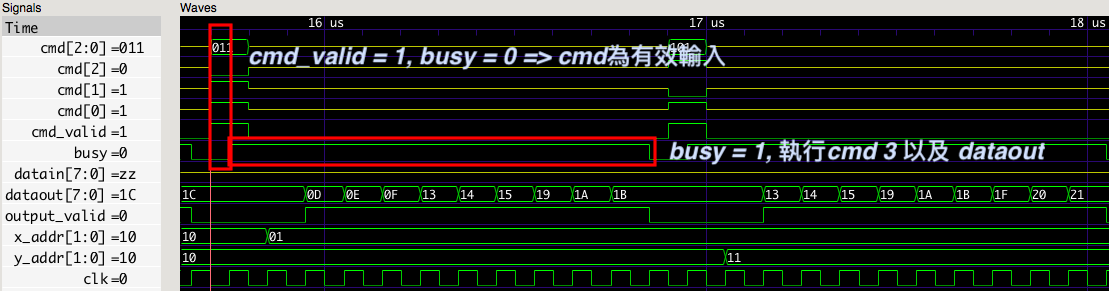 Signals
Waves
Time
16 us
17 us
18 us
cmd[2:0] =011
011
101
cmd_valid = 1, busy = 0 => cmd為有效輸入
cmd[2] =0
cmd[1] =1
cmd[0] =1
cmd_valid =1
busy =0
busy = 1, 執行cmd 3 以及 dataout
datain[7:0] =zz
dataout[7:0] =1C
1C 0D 0E 0F 13 14 15 19 1A 1B 13 14 15 19 1A 1B 1F 20 21
output_valid =0
x_addr[1:0] =10
10 01
y_addr[1:0] =10
10 11
clk =0